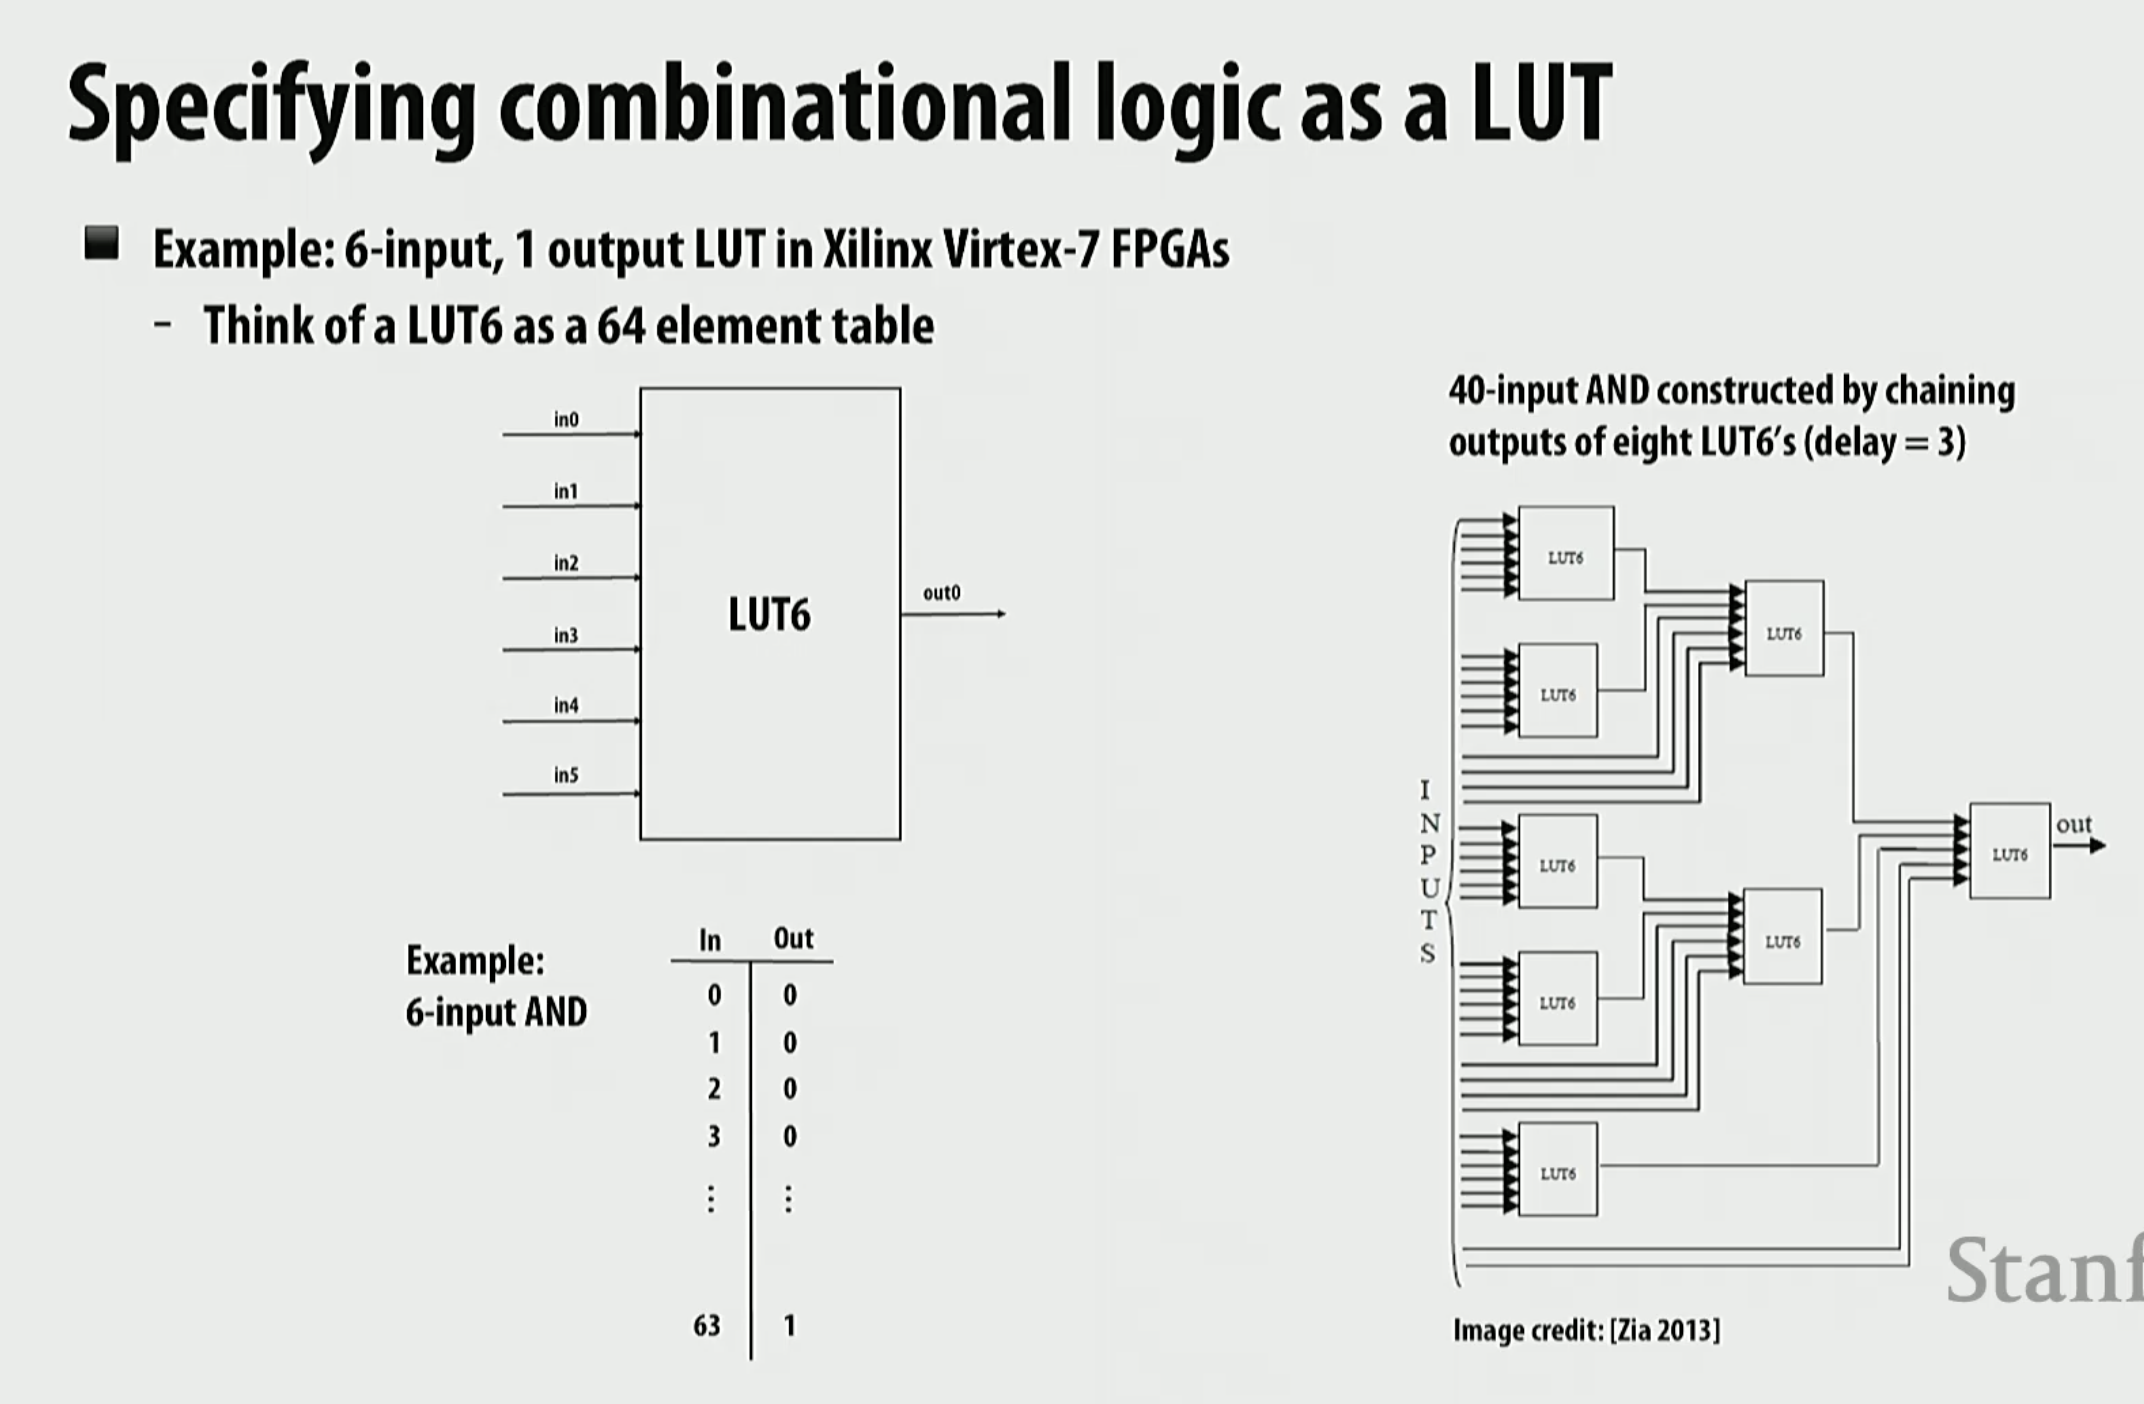 Specifying combinational logic as a LUT
Example: 6-input, 1 output LUT in Xilinx Virtex-7 FPGAs
- Think of a LUT6 as a 64 element table
in0
in1
in2
in3
in4
in5
LUT6
out0
Example:
6-input AND
In Out
0 0
1 0
2 0
3 0
⋮ ⋮
63 1
40-input AND constructed by chaining
outputs of eight LUT6's (delay = 3)
INPUTS
LUT6
LUT6
LUT6
LUT6
LUT6
LUT6
LUT6
LUT6
out
Image credit: [Zia 2013]
Stanf